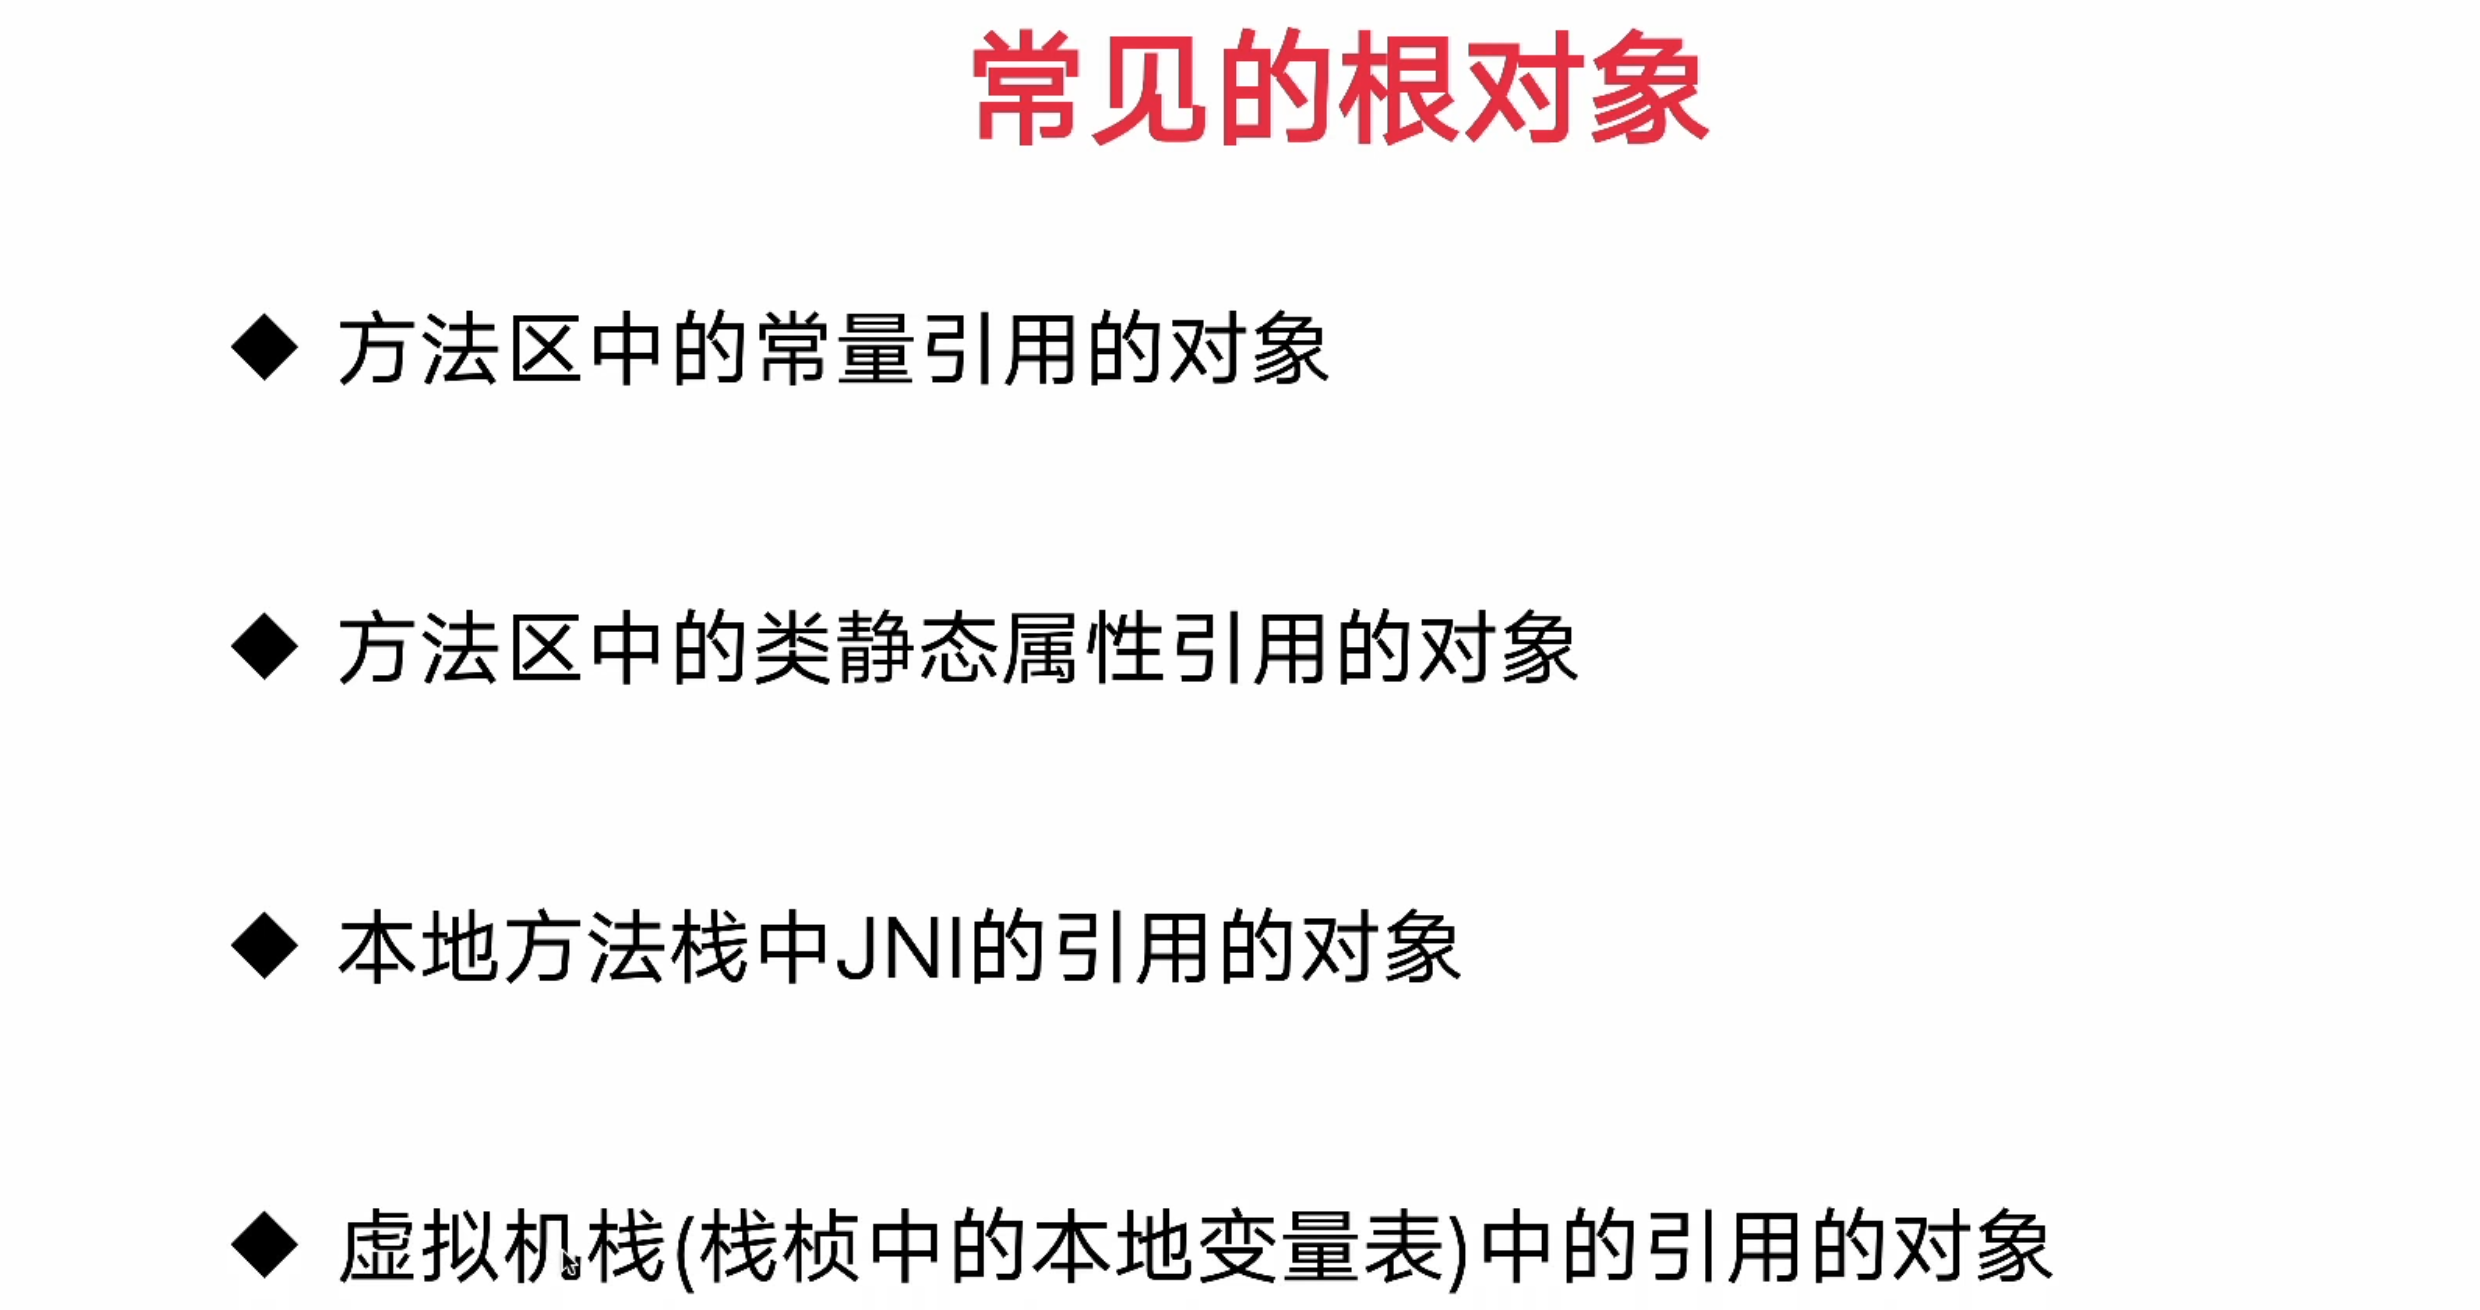 常见的根对象
◆ 方法区中的常量引用的对象
◆ 方法区中的类静态属性引用的对象
◆ 本地方法栈中JNI的引用的对象
◆ 虚拟机栈(栈桢中的本地变量表)中的引用的对象